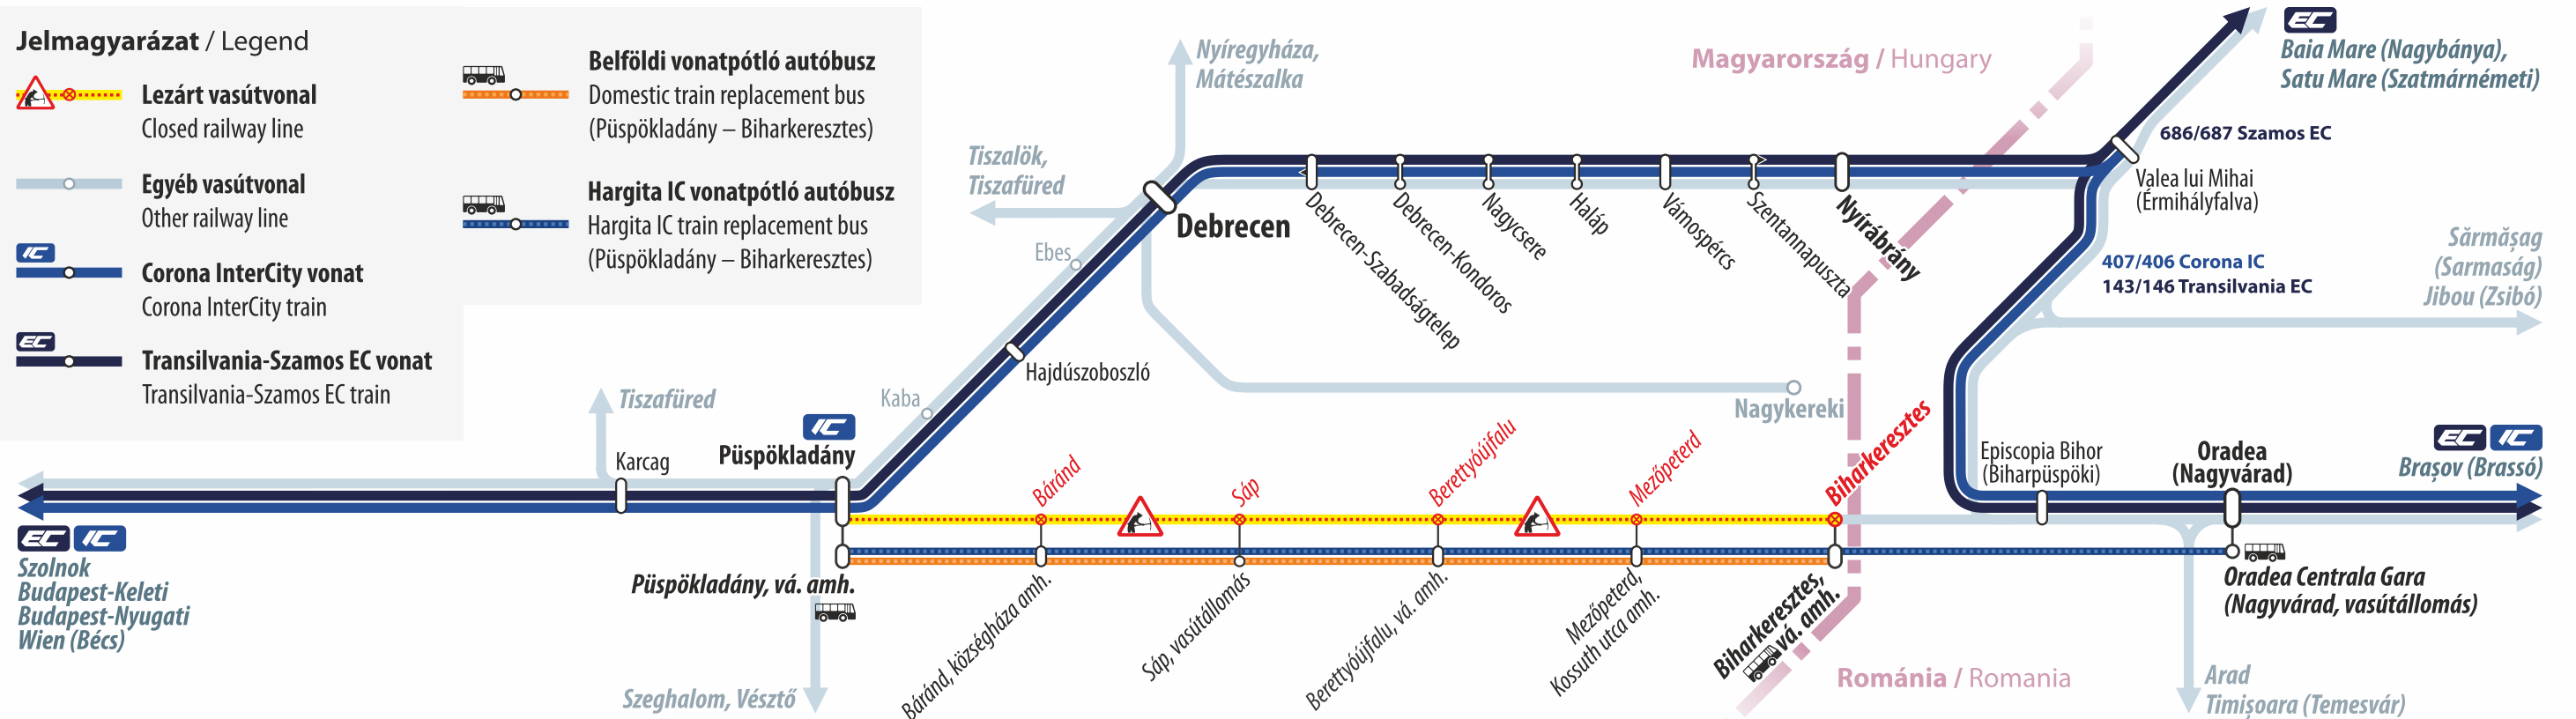 Jelmagyarázat / Legend
Lezárt vasútvonal
Closed railway line
Egyéb vasútvonal
Other railway line
IC
Corona InterCity vonat
Corona InterCity train
EC
Transilvania-Szamos EC vonat
Transilvania-Szamos EC train
Belföldi vonatpótló autóbusz
Domestic train replacement bus
(Püspökladány – Biharkeresztes)
Hargita IC vonatpótló autóbusz
Hargita IC train replacement bus
(Püspökladány – Biharkeresztes)
Nyíregyháza,
Mátészalka
Tiszalök,
Tiszafüred
Magyarország / Hungary
EC
Baia Mare (Nagybánya),
Satu Mare (Szatmárnémeti)
686/687 Szamos EC
Valea lui Mihai
(Érmihályfalva)
Debrecen
Debrecen-Szabadságtelep
Debrecen-Kondoros
Nagycsere
Haláp
Vámospércs
Szentannapuszta
Nyírábrány
Ebes
407/406 Corona IC
143/146 Transilvania EC
Sărmășag
(Sarmaság)
Jibou (Zsibó)
Hajdúszoboszló
Kaba
Tiszafüred
Nagykereki
IC
Püspökladány
Karcag
Báránd
Sáp
Berettyóújfalu
Mezőpeterd
Biharkeresztes
Episcopia Bihor
(Biharpüspöki)
Oradea
(Nagyvárad)
EC IC
Brașov (Brassó)
EC IC
Szolnok
Budapest-Keleti
Budapest-Nyugati
Wien (Bécs)
Püspökladány, vá. amh.
Báránd, községháza amh.
Sáp, vasútállomás
Berettyóújfalu, vá. amh.
Mezőpeterd,
Kossuth utca amh.
Biharkeresztes,
vá. amh.
Oradea Centrala Gara
(Nagyvárad, vasútállomás)
Szeghalom, Vésztő
Románia / Romania
Arad
Timișoara (Temesvár)